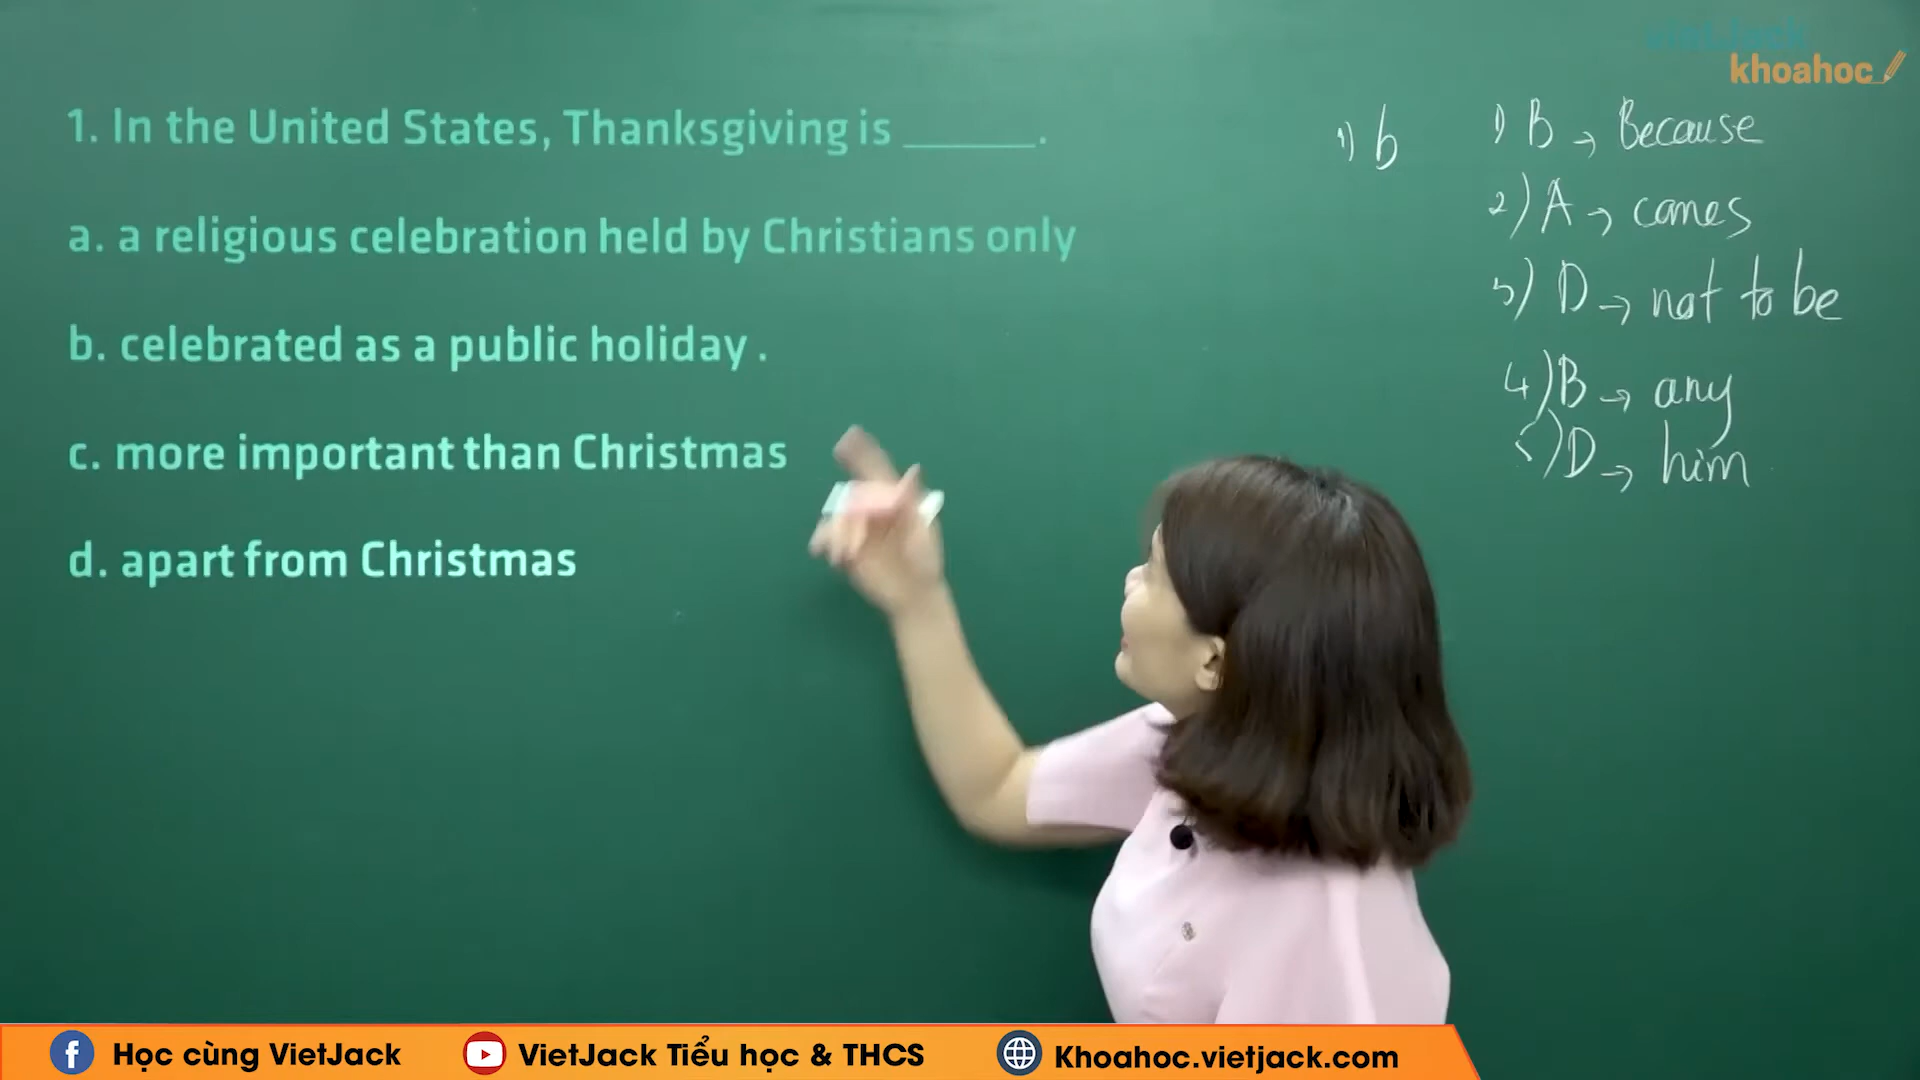 khoahoc
1. In the United States, Thanksgiving is ______.
a. a religious celebration held by Christians only
b. celebrated as a public holiday .
c. more important than Christmas
d. apart from Christmas
1) b
1) B → Because
2) A → comes
3) D → not to be
4) B → any
5) D → him
Học cùng VietJack
VietJack Tiểu học & THCS
Khoahoc.vietjack.com